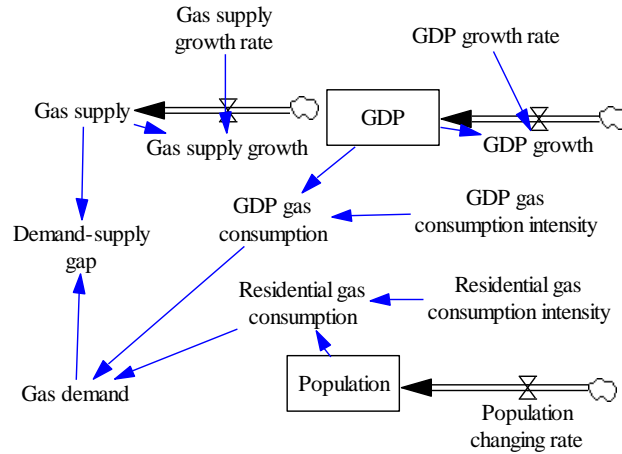 Gas supply
growth rate
GDP growth rate
Gas supply
GDP
Gas supply growth
GDP growth
GDP gas
consumption
GDP gas
consumption intensity
Demand-supply
gap
Residential gas
consumption
Residential gas
consumption intensity
Gas demand
Population
Population
changing rate